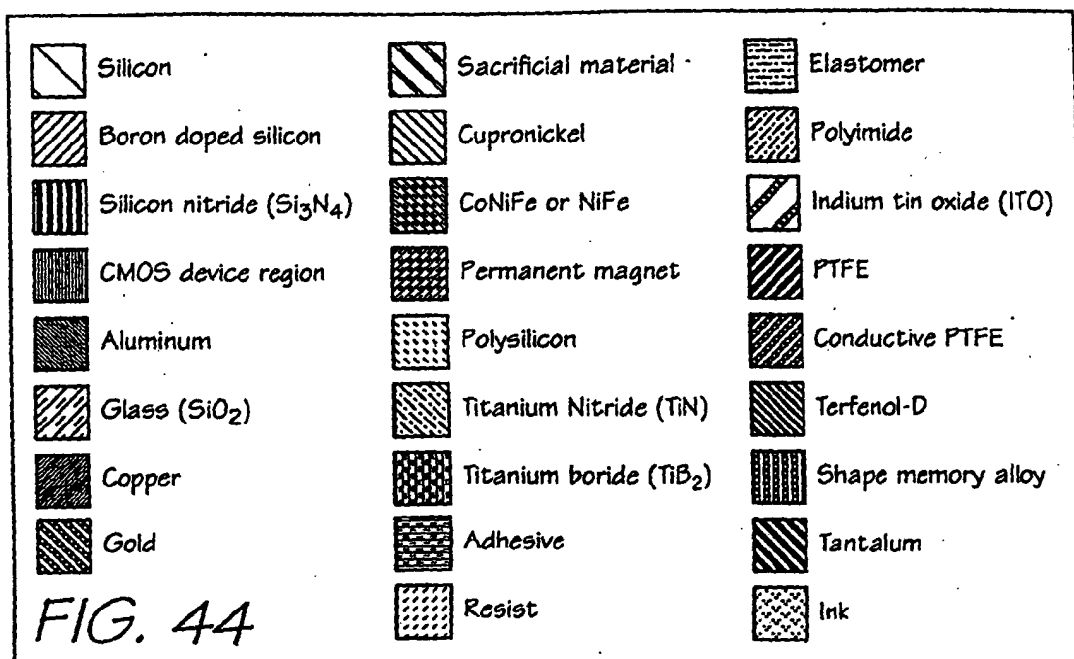 Silicon
Boron doped silicon
Silicon nitride (Si₃N₄)
CMOS device region
Aluminum
Glass (SiO₂)
Copper
Gold
FIG. 44
Sacrificial material
Cupronickel
CoNiFe or NiFe
Permanent magnet
Polysilicon
Titanium Nitride (TiN)
Titanium boride (TiB₂)
Adhesive
Resist
Elastomer
Polyimide
Indium tin oxide (ITO)
PTFE
Conductive PTFE
Terfenol-D
Shape memory alloy
Tantalum
Ink